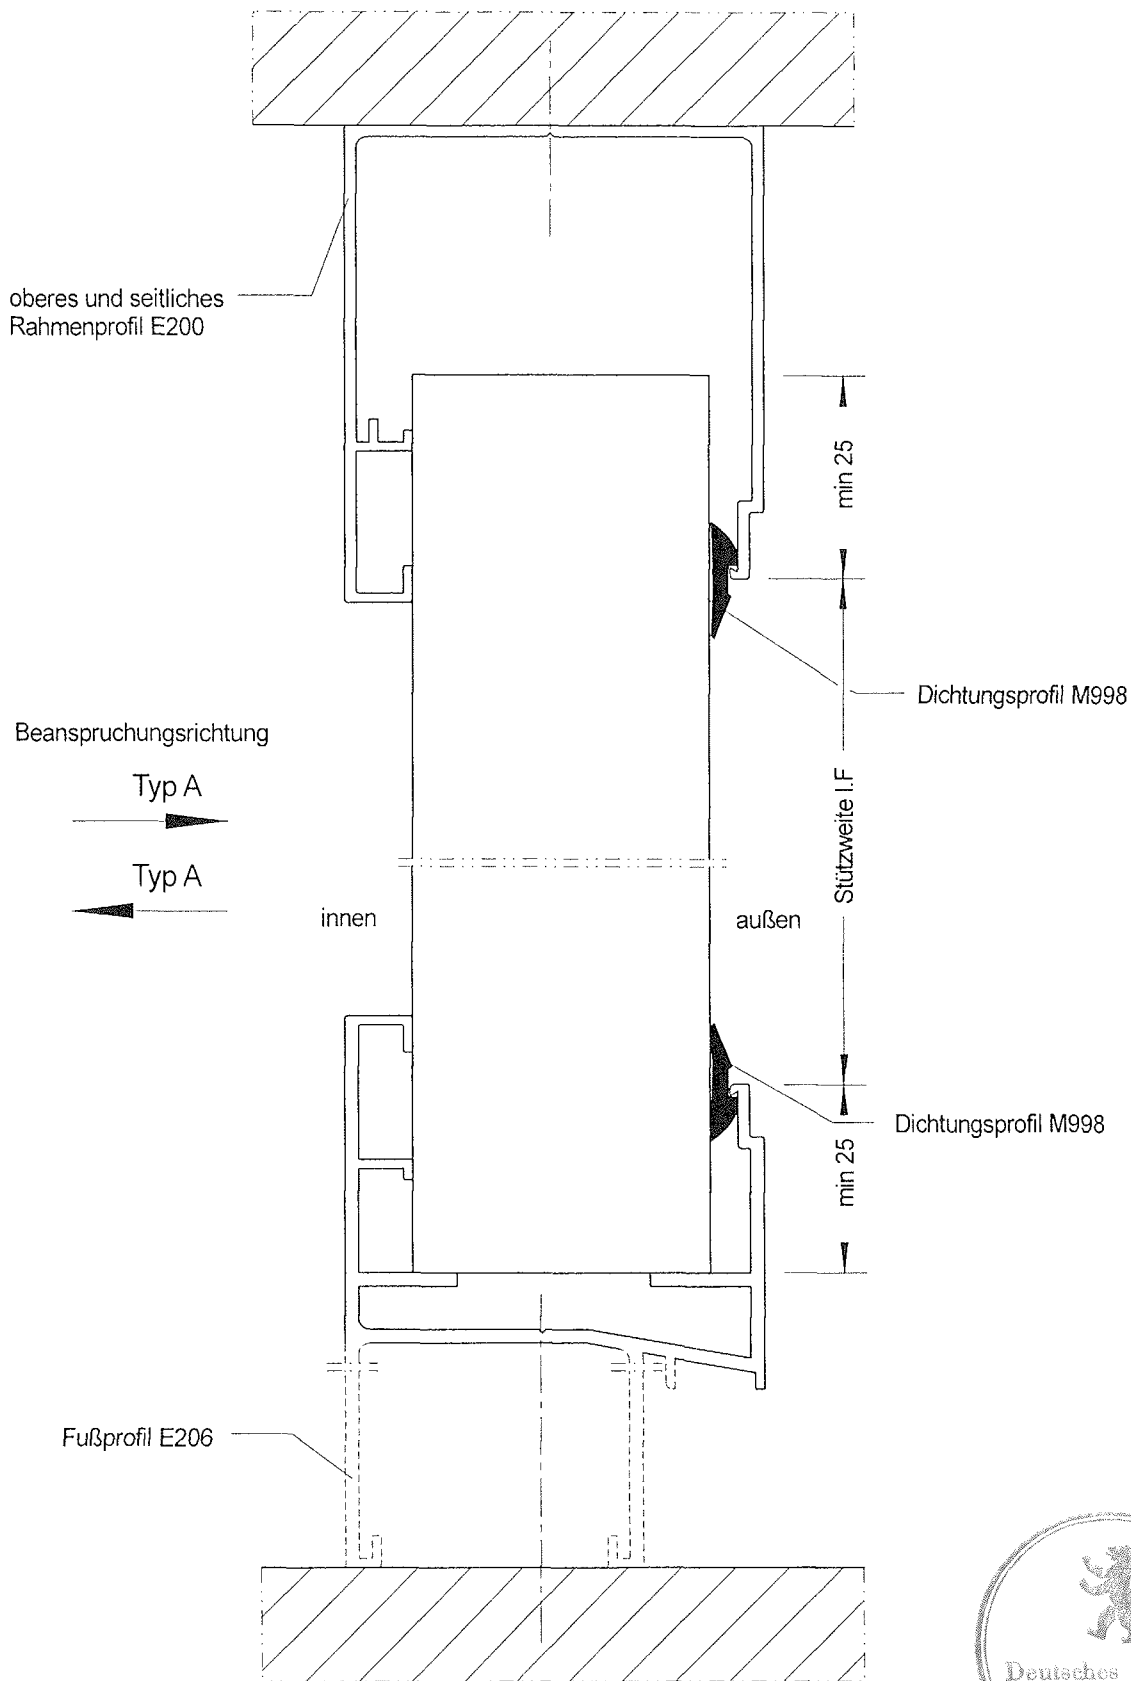 oberes und seitliches
Rahmenprofil E200
min 25
Dichtungsprofil M998
Beanspruchungsrichtung
Typ A
Stützweite l.F
Typ A
innen
außen
Dichtungsprofil M998
min 25
Fußprofil E206
Deutsches